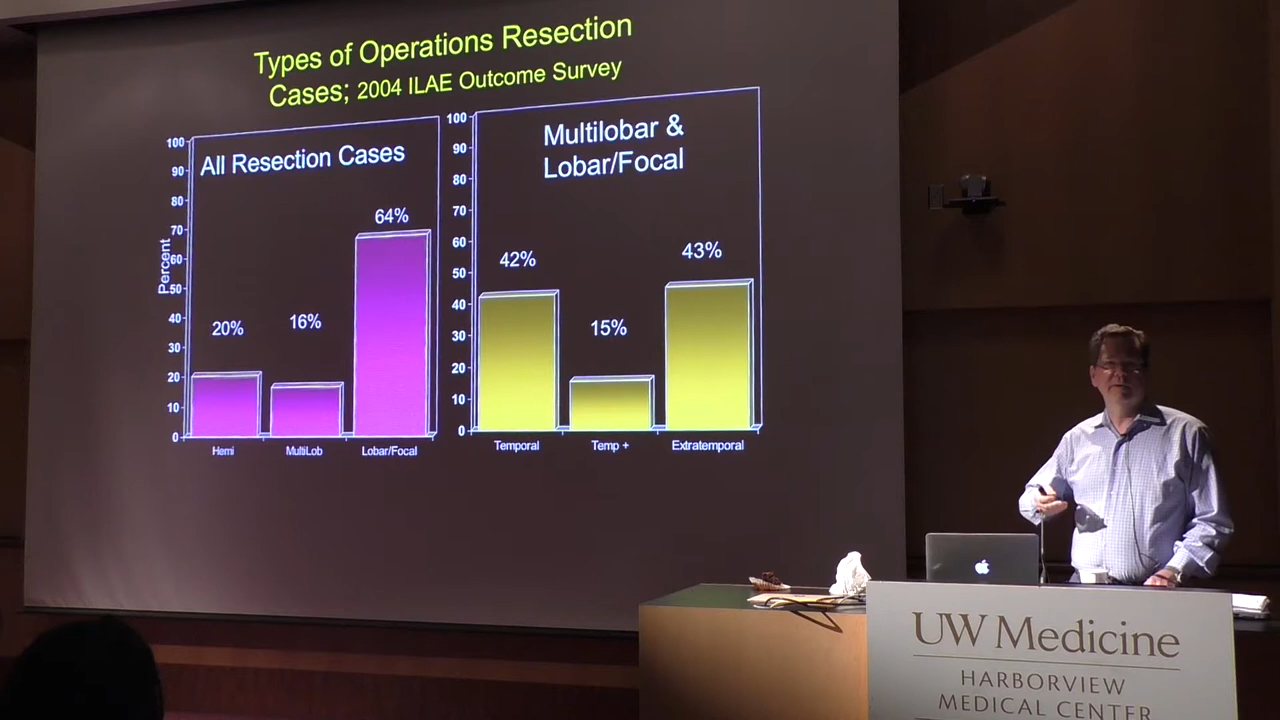 Types of Operations Resection
Cases; 2004 ILAE Outcome Survey
All Resection Cases
Percent
100
90
80
70
60
50
40
30
20
10
0
20%
16%
64%
Hemi
MultiLob
Lobar/Focal
Multilobar &
Lobar/Focal
100
90
80
70
60
50
40
30
20
10
0
42%
15%
43%
Temporal
Temp +
Extratemporal
UW Medicine
HARBORVIEW
MEDICAL CENTER